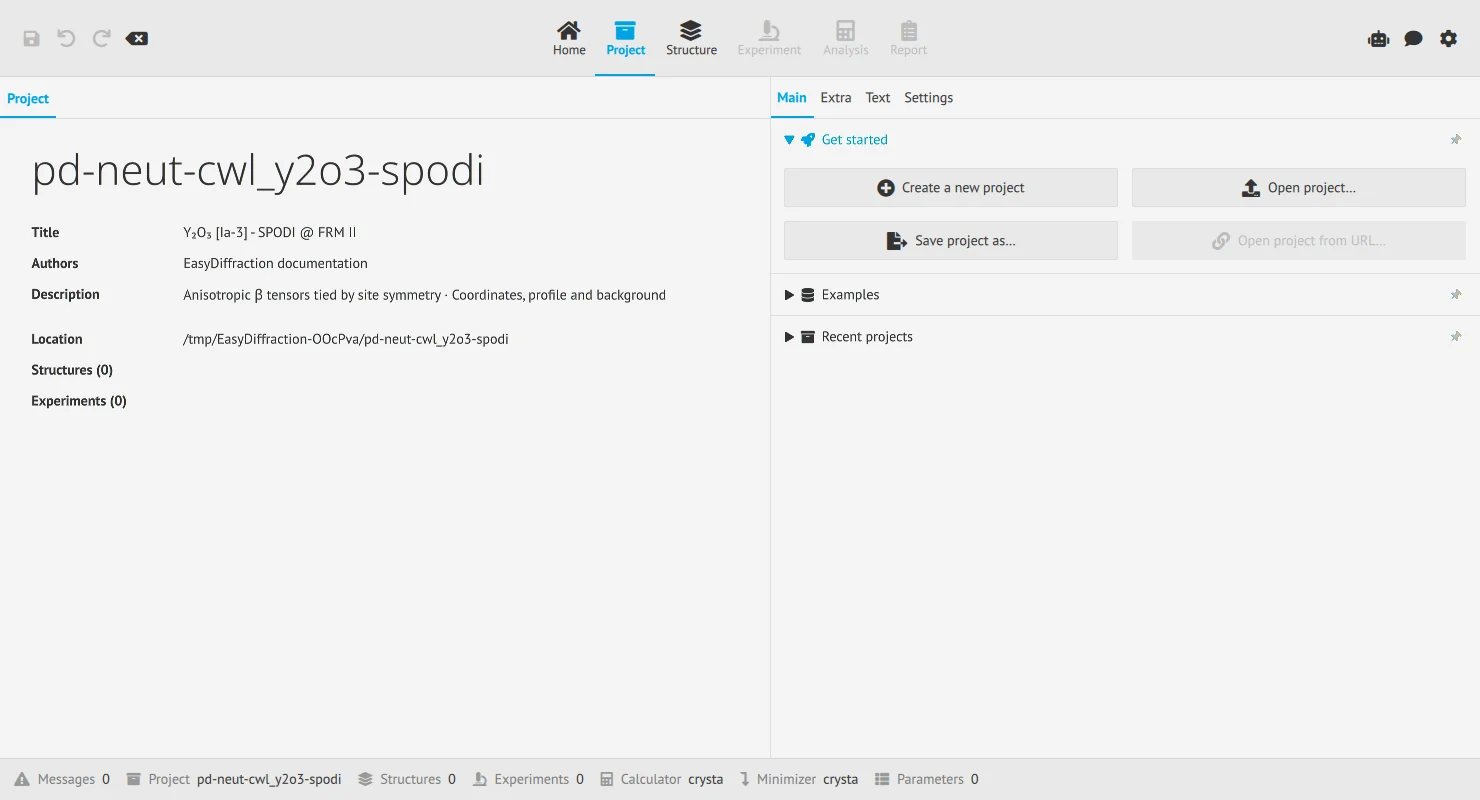 Home Project Structure Experiment Analysis Report
Project
Main Extra Text Settings
Get started
pd-neut-cwl_y2o3-spodi
Create a new project Open project...
Save project as... Open project from URL...
Title Y₂O₃ [Ia-3] - SPODI @ FRM II
Authors EasyDiffraction documentation
Description Anisotropic β tensors tied by site symmetry · Coordinates, profile and background
Location /tmp/EasyDiffraction-OOcPva/pd-neut-cwl_y2o3-spodi
Structures (0)
Experiments (0)
Examples
Recent projects
Messages 0 Project pd-neut-cwl_y2o3-spodi Structures 0 Experiments 0 Calculator crysta Minimizer crysta Parameters 0